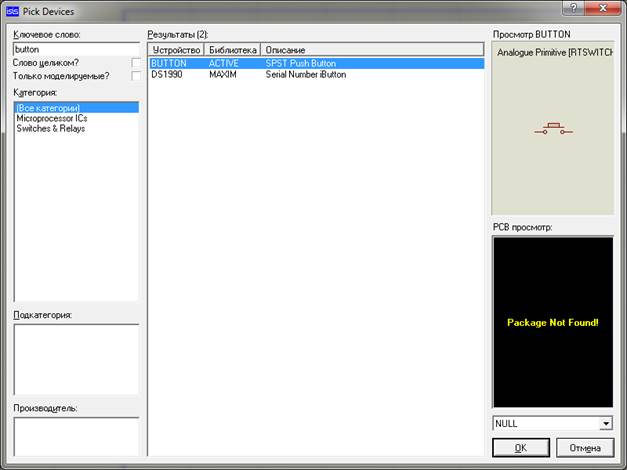 ISIS Pick Devices
Ключевое слово:
button
Слово целиком?
Только моделируемые?
Категория:
(Все категории)
Microprocessor ICs
Switches & Relays
Подкатегория:
Производитель:
Результаты (2):
Устройство Библиотека Описание
BUTTON ACTIVE SPST Push Button
DS1990 MAXIM Serial Number iButton
Просмотр BUTTON
Analogue Primitive [RTSWITCH
PCB просмотр:
Package Not Found!
NULL
OK Отмена